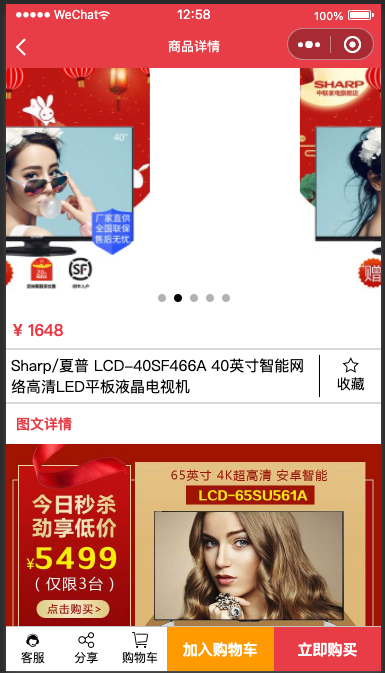 WeChat
12:58
100%
商品详情
SHARP
40"
厂家直供
全国联保
售后无忧
赠
¥ 1648
Sharp/夏普 LCD-40SF466A 40英寸智能网
络高清LED平板液晶电视机
收藏
图文详情
65英寸 4K超高清 安卓智能
LCD-65SU561A
今日秒杀
劲享低价
¥5499
(仅限3台)
点击购买>
客服
分享
购物车
加入购物车
立即购买